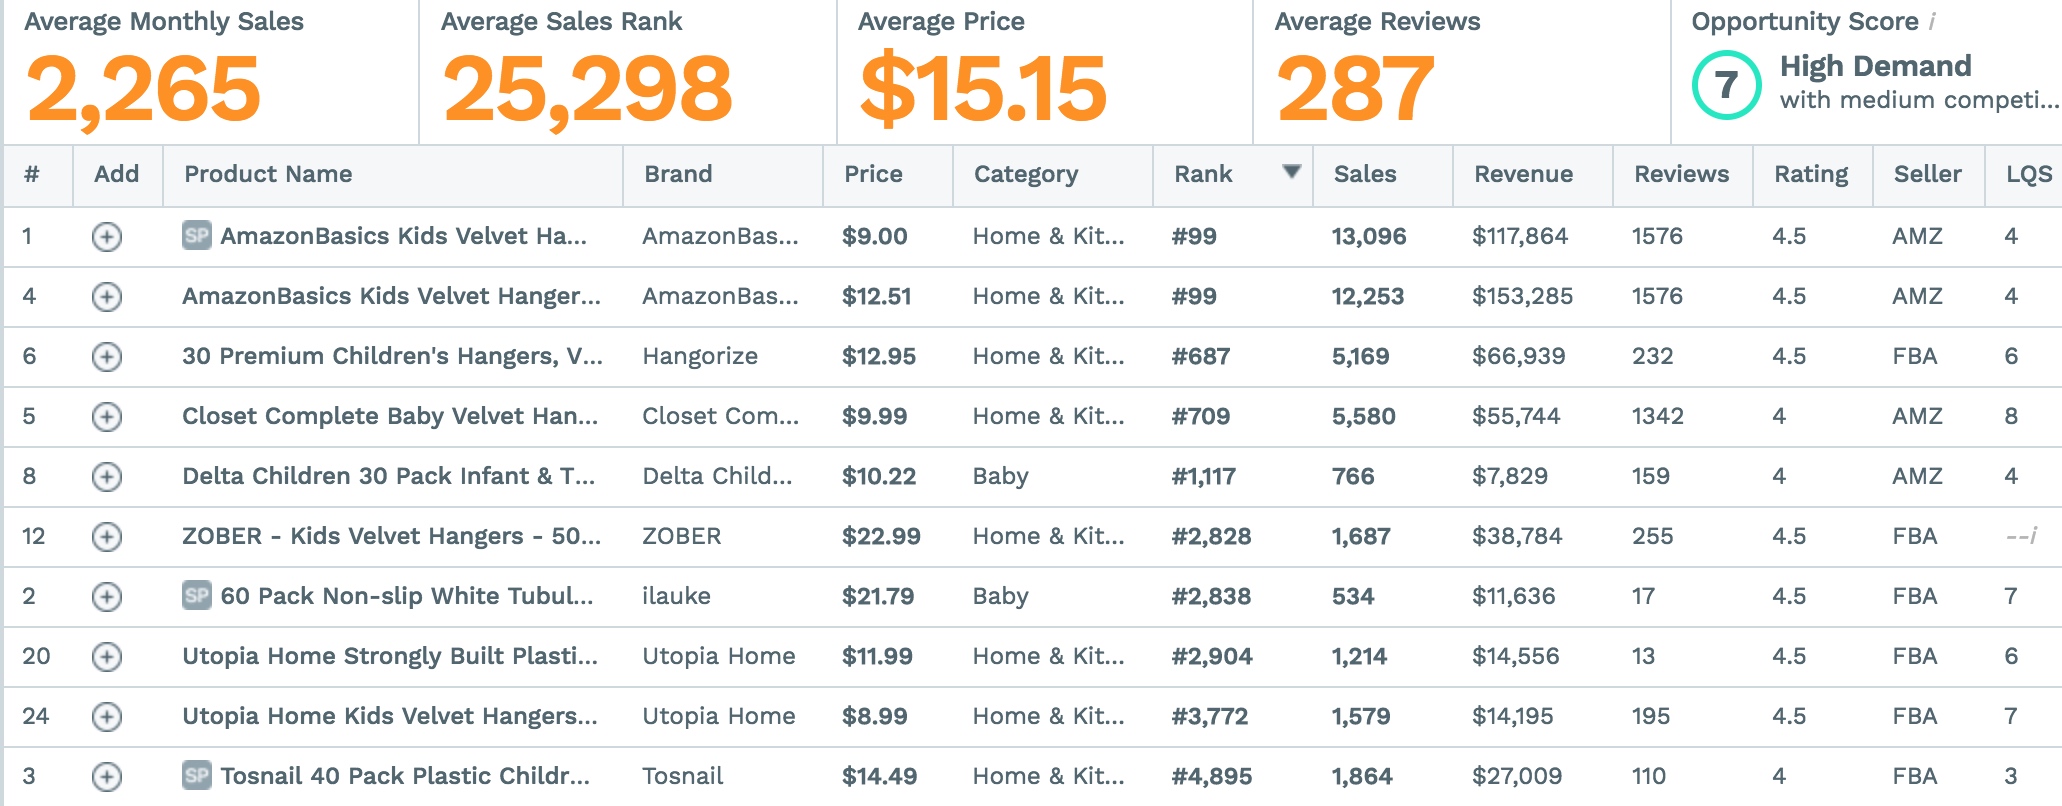 Average Monthly Sales Average Sales Rank Average Price Average Reviews Opportunity Score i
2,265 25,298 $15.15 287 7 High Demand
with medium competi...
# Add Product Name Brand Price Category Rank Sales Revenue Reviews Rating Seller LQS
1 SP AmazonBasics Kids Velvet Ha... AmazonBas... $9.00 Home & Kit... #99 13,096 $117,864 1576 4.5 AMZ 4
4 AmazonBasics Kids Velvet Hanger... AmazonBas... $12.51 Home & Kit... #99 12,253 $153,285 1576 4.5 AMZ 4
6 30 Premium Children's Hangers, V... Hangorize $12.95 Home & Kit... #687 5,169 $66,939 232 4.5 FBA 6
5 Closet Complete Baby Velvet Han... Closet Com... $9.99 Home & Kit... #709 5,580 $55,744 1342 4 AMZ 8
8 Delta Children 30 Pack Infant & T... Delta Child... $10.22 Baby #1,117 766 $7,829 159 4 AMZ 4
12 ZOBER - Kids Velvet Hangers - 50... ZOBER $22.99 Home & Kit... #2,828 1,687 $38,784 255 4.5 FBA --i
2 SP 60 Pack Non-slip White Tubul... ilauke $21.79 Baby #2,838 534 $11,636 17 4.5 FBA 7
20 Utopia Home Strongly Built Plasti... Utopia Home $11.99 Home & Kit... #2,904 1,214 $14,556 13 4.5 FBA 6
24 Utopia Home Kids Velvet Hangers... Utopia Home $8.99 Home & Kit... #3,772 1,579 $14,195 195 4.5 FBA 7
3 SP Tosnail 40 Pack Plastic Childr... Tosnail $14.49 Home & Kit... #4,895 1,864 $27,009 110 4 FBA 3